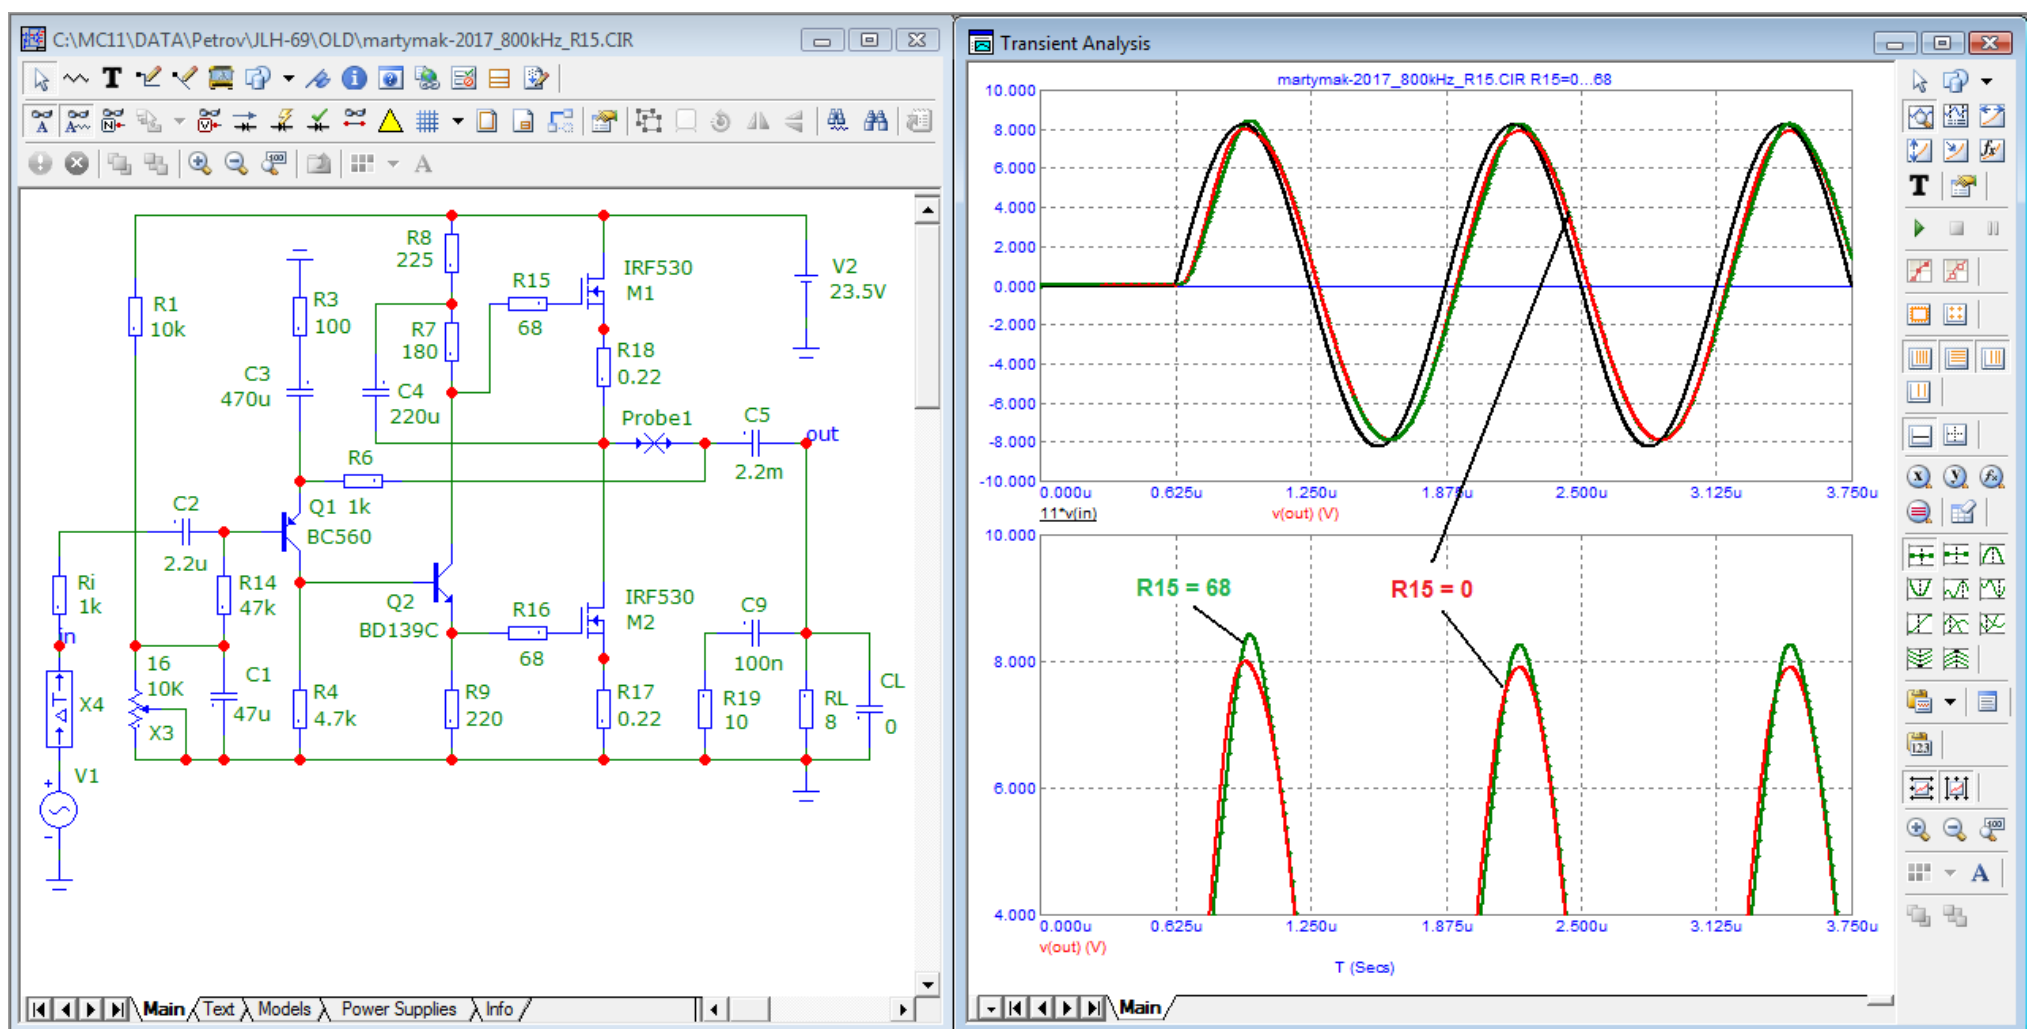 C:\MC11\DATA\Petrov\JLH-69\OLD\martymak-2017_800kHz_R15.CIR
R8
225
R15
68
IRF530
M1
V2
23.5V
R1
10k
R3
100
R7
180
R18
0.22
C3
470u
C4
220u
Probe1
C5
2.2m
out
R6
1k
Q1
BC560
C2
2.2u
Ri
1k
in
R14
47k
Q2
BD139C
R16
68
IRF530
M2
C9
100n
16
10K
X3
X4
C1
47u
R4
4.7k
R9
220
R17
0.22
R19
10
RL
8
CL
0
V1
Main
Text
Models
Power Supplies
Info
Transient Analysis
martymak-2017_800kHz_R15.CIR R15=0...68
10.000
8.000
6.000
4.000
2.000
0.000
-2.000
-4.000
-6.000
-8.000
-10.000
0.000u 0.625u 1.250u 1.875u 2.500u 3.125u 3.750u
11*v(in) v(out) (V)
10.000
8.000
6.000
4.000
R15 = 68
R15 = 0
0.000u 0.625u 1.250u 1.875u 2.500u 3.125u 3.750u
v(out) (V)
T (Secs)
Main